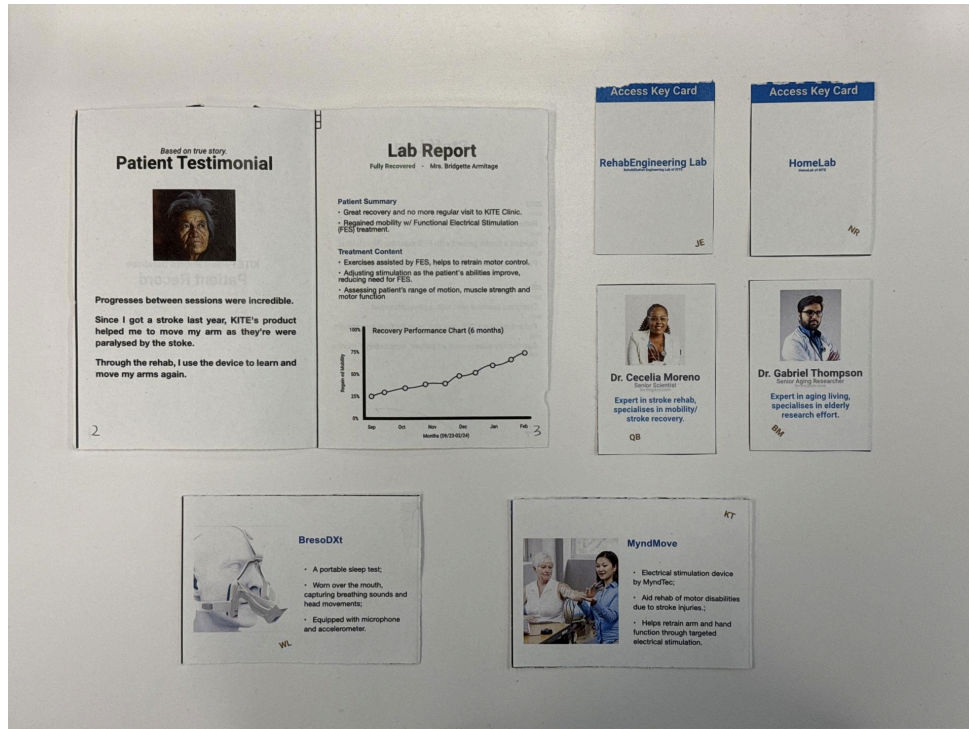 Based on true story.
Patient Testimonial
Progresses between sessions were incredible.
Since I got a stroke last year, KITE's product
helped me to move my arm as they're were
paralysed by the stoke.
Through the rehab, I use the device to learn and
move my arms again.
2
Lab Report
Fully Recovered - Mrs. Bridgette Armitage
Patient Summary
• Great recovery and no more regular visit to KITE Clinic.
• Regained mobility w/ Functional Electrical Stimulation
(FES) treatment.
Treatment Content
• Exercises assisted by FES, helps to retrain motor control.
• Adjusting stimulation as the patient's abilities improve,
reducing need for FES.
• Assessing patient's range of motion, muscle strength and
motor function
Recovery Performance Chart (6 months)
100%
75%
50%
25%
0%
Regained Mobility
Sep Oct Nov Dec Jan Feb
Months (09/23-02/24)
3
Access Key Card
RehabEngineering Lab
JE
Access Key Card
HomeLab
HomeLab of KITE
NR
Dr. Cecelia Moreno
Senior Scientist
Expert in stroke rehab,
specialises in mobility/
stroke recovery.
QB
Dr. Gabriel Thompson
Senior Aging Researcher
Expert in aging living,
specialises in elderly
research effort.
BM
BresoDXt
• A portable sleep test;
• Worn over the mouth,
capturing breathing sounds and
head movements;
• Equipped with microphone
and accelerometer.
WL
KT
MyndMove
• Electrical stimulation device
by MyndTec;
• Aid rehab of motor disabilities
due to stroke injuries.;
• Helps retrain arm and hand
function through targeted
electrical stimulation.